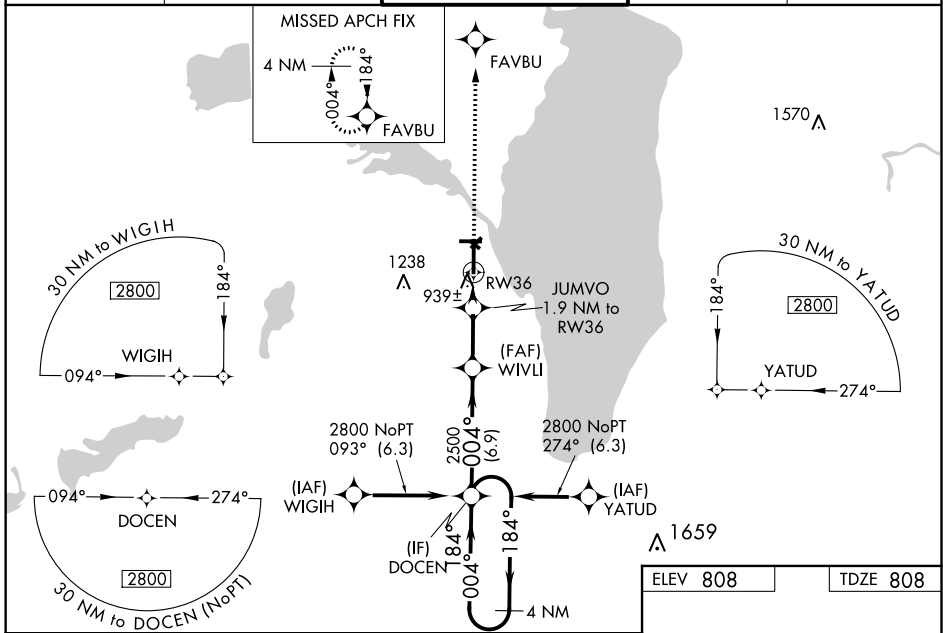 MISSED APCH FIX
4 NM
184°
004°
FAVBU
FAVBU
1570
30 NM to WIGIH
2800
184°
WIGIH
094°
1238
939±
RW36
JUMVO
1.9 NM to
RW36
30 NM to YATUD
2800
184°
YATUD
274°
(FAF)
WIVLI
2500
004°
(6.9)
2800 NoPT
093° (6.3)
2800 NoPT
274° (6.3)
(IAF)
WIGIH
(IAF)
YATUD
(IF)
DOCEN
184°
004°
184°
4 NM
094°
274°
DOCEN
2800
30 NM to DOCEN (NoPT)
1659
ELEV 808
TDZE 808